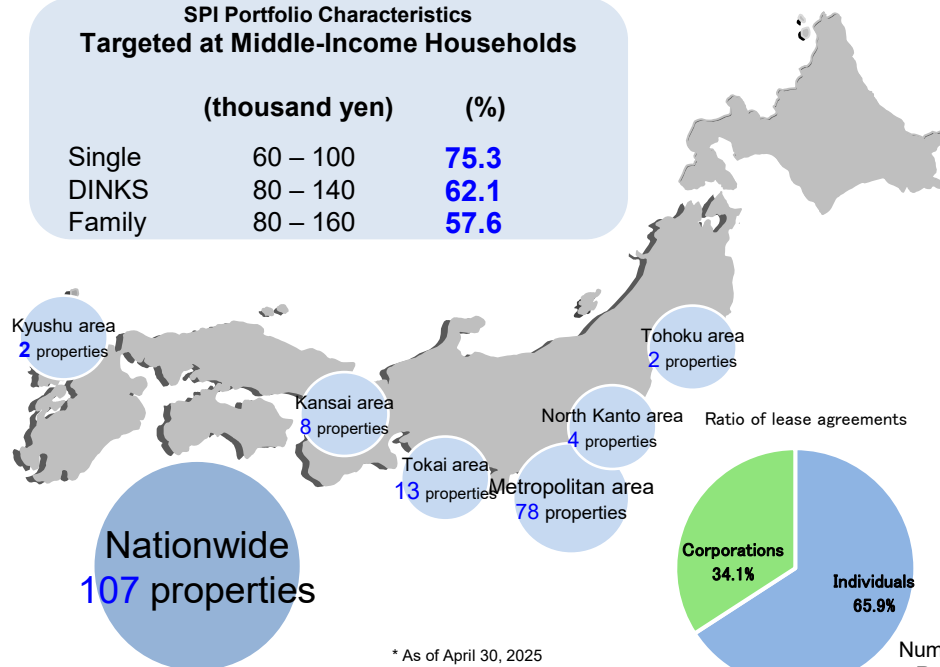 SPI Portfolio Characteristics
Targeted at Middle-Income Households
(thousand yen) (%)
Single 60 – 100 75.3
DINKS 80 – 140 62.1
Family 80 – 160 57.6
Kyushu area
2 properties
Tohoku area
2 properties
Kansai area
8 properties
North Kanto area
4 properties
Ratio of lease agreements
Tokai area
13 properties
Metropolitan area
78 properties
Nationwide
107 properties
Corporations
34.1%
Individuals
65.9%
* As of April 30, 2025